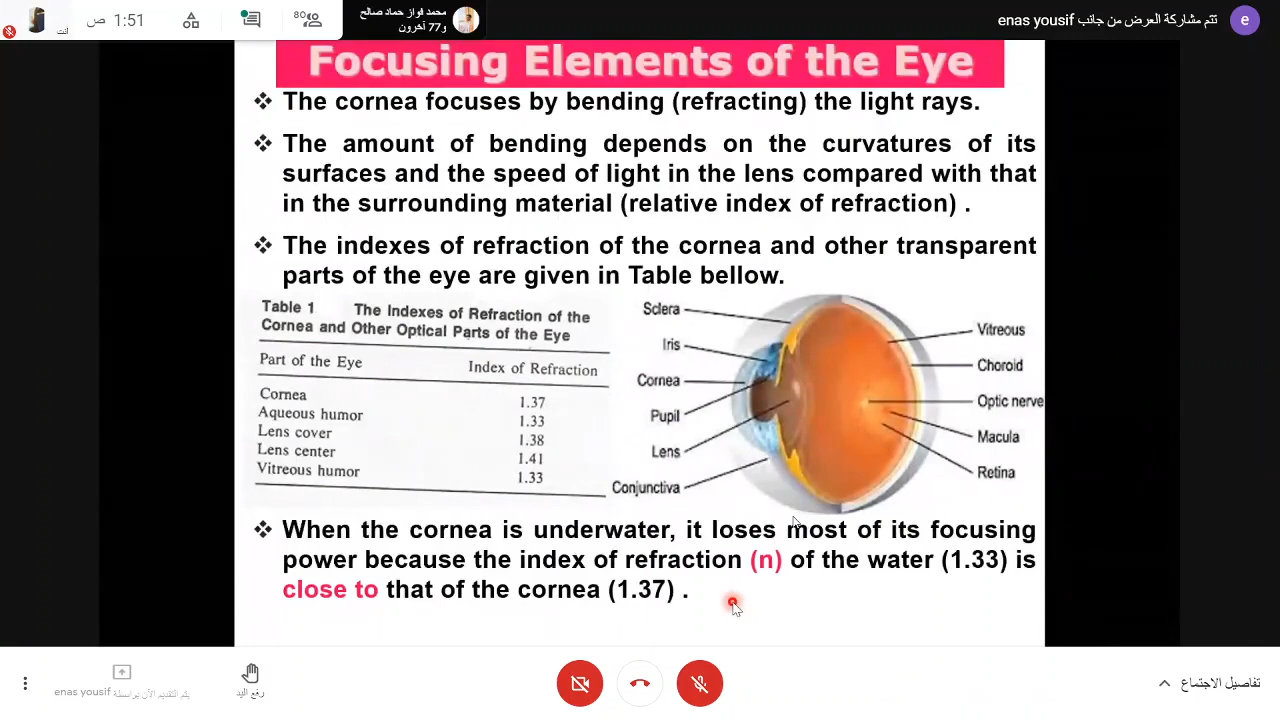 1:51 ص
80
محمد فواز حماد صالح
و77 آخرون
تتم مشاركة العرض من جانب enas yousif
e
أنت
Focusing Elements of the Eye
❖ The cornea focuses by bending (refracting) the light rays.
❖ The amount of bending depends on the curvatures of its
surfaces and the speed of light in the lens compared with that
in the surrounding material (relative index of refraction) .
❖ The indexes of refraction of the cornea and other transparent
parts of the eye are given in Table bellow.
Table 1 The Indexes of Refraction of the
Cornea and Other Optical Parts of the Eye
Part of the Eye Index of Refraction
Cornea 1.37
Aqueous humor 1.33
Lens cover 1.38
Lens center 1.41
Vitreous humor 1.33
Sclera
Iris
Cornea
Pupil
Lens
Conjunctiva
Vitreous
Choroid
Optic nerve
Macula
Retina
❖ When the cornea is underwater, it loses most of its focusing
power because the index of refraction (n) of the water (1.33) is
close to that of the cornea (1.37) .
يتم التقديم الآن بواسطة enas yousif
رفع اليد
تفاصيل الاجتماع